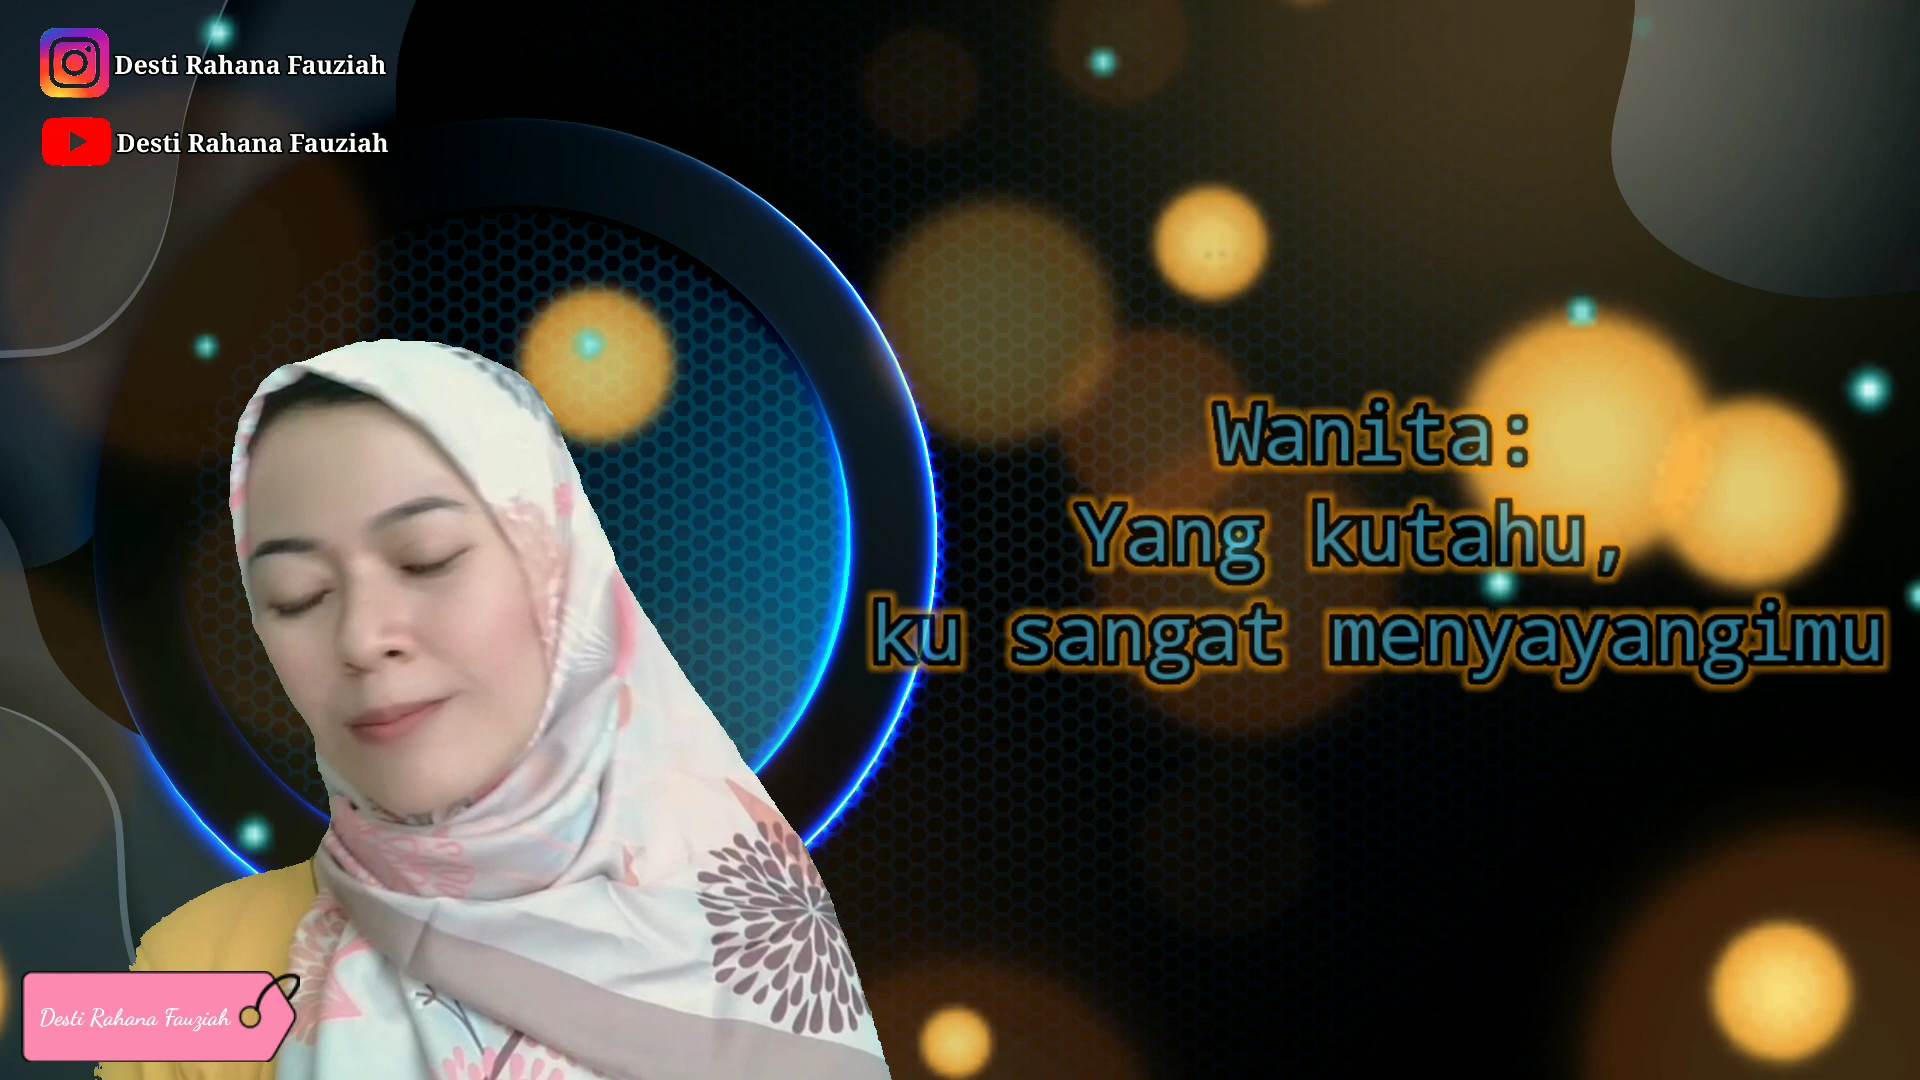 Desti Rahana Fauziah
Desti Rahana Fauziah
Wanita:
Yang kutahu,
ku sangat menyayangimu
Desti Rahana Fauziah